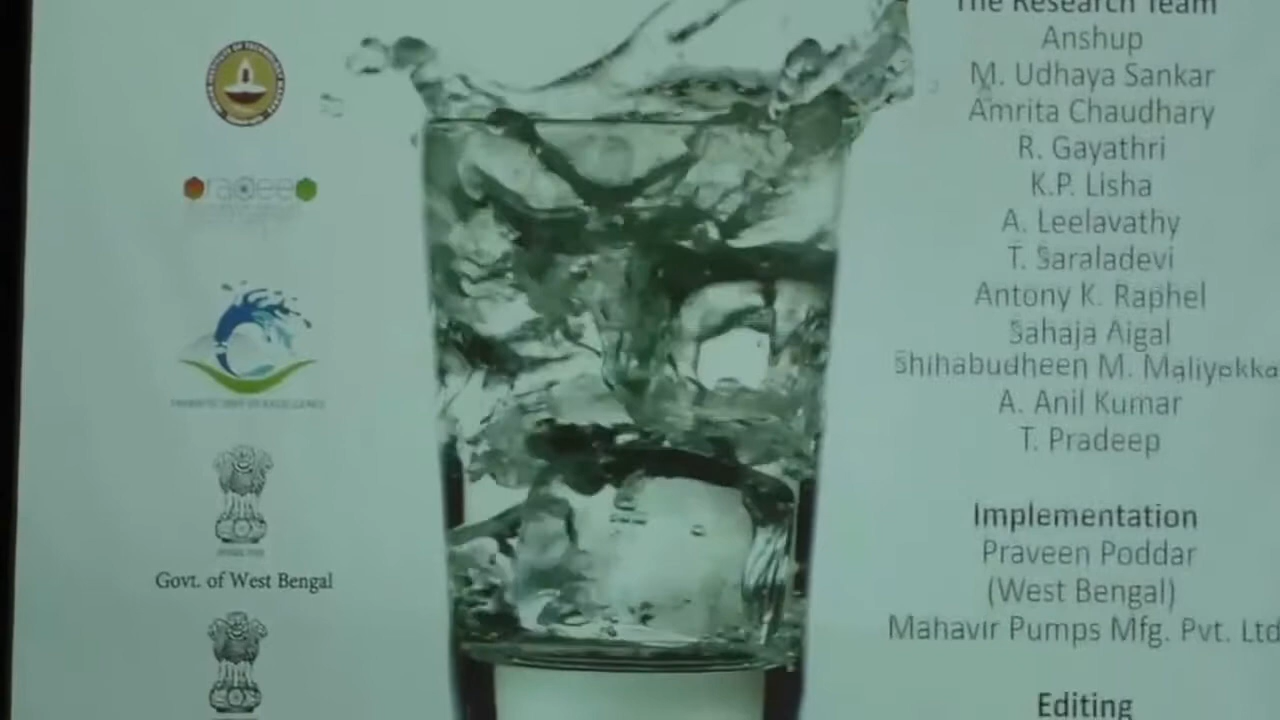 The Research Team
Anshup
M. Udhaya Sankar
Amrita Chaudhary
R. Gayathri
K.P. Lisha
A. Leelavathy
T. Saraladevi
Antony K. Raphel
Sahaja Aigal
Shihabudheen M. Maliyekka
A. Anil Kumar
T. Pradeep
Implementation
Praveen Poddar
(West Bengal)
Mahavir Pumps Mfg. Pvt. Ltd
Editing
Govt. of West Bengal